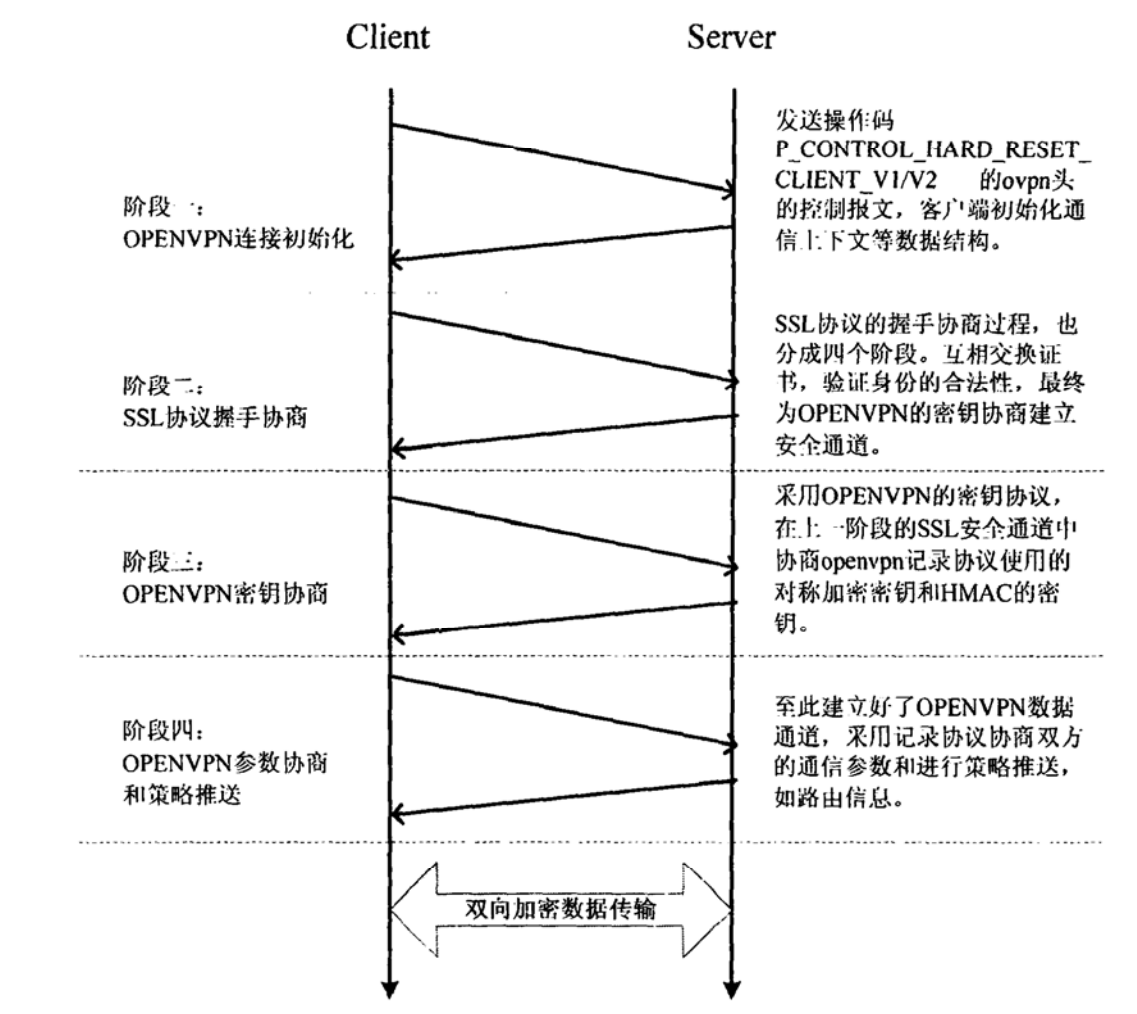 Client
Server
发送操作码
P_CONTROL_HARD_RESET_
CLIENT_V1/V2 的ovpn头
的控制报文，客户端初始化通
信上下文等数据结构。
阶段一：
OPENVPN连接初始化
SSL协议的握手协商过程，也
分成四个阶段。互相交换证
书，验证身份的合法性，最终
为OPENVPN的密钥协商建立
安全通道。
阶段二：
SSL协议握手协商
采用OPENVPN的密钥协议，
在上一阶段的SSL安全通道中
协商openvpn记录协议使用的
对称加密密钥和HMAC的密
钥。
阶段三：
OPENVPN密钥协商
至此建立好了OPENVPN数据
通道，采用记录协议协商双方
的通信参数和进行策略推送，
如路由信息。
阶段四：
OPENVPN参数协商
和策略推送
双向加密数据传输